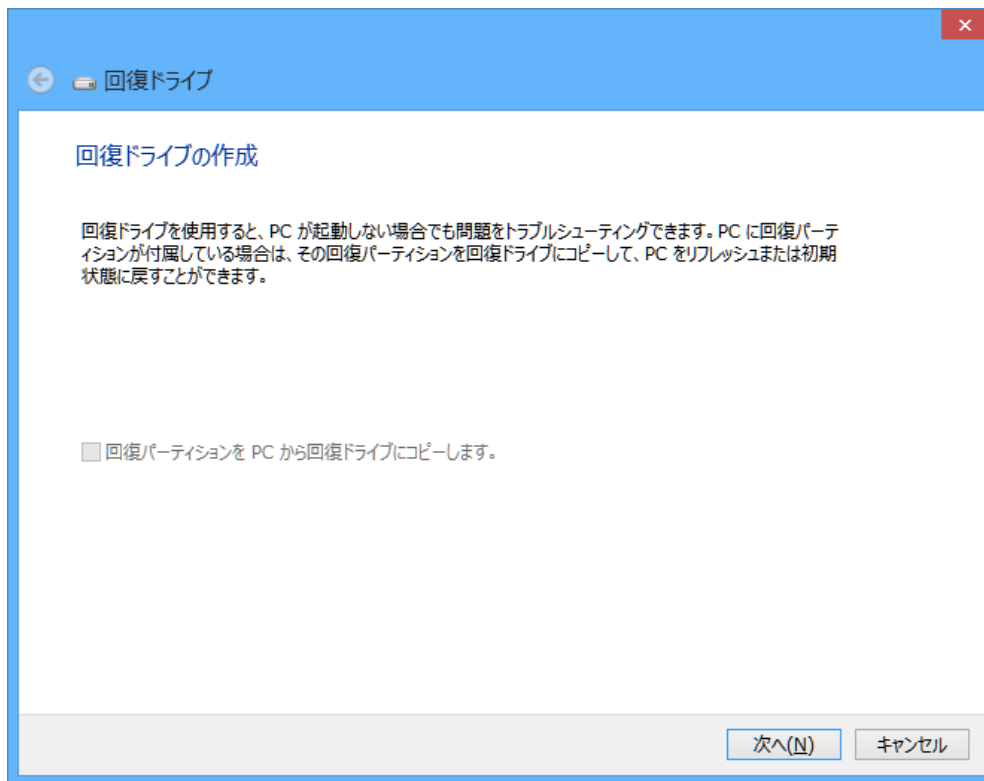 回復ドライブ
回復ドライブの作成
回復ドライブを使用すると、PC が起動しない場合でも問題をトラブルシューティングできます。PC に回復パーテ
ィションが付属している場合は、その回復パーティションを回復ドライブにコピーして、PC をリフレッシュまたは初期
状態に戻すことができます。
回復パーティションを PC から回復ドライブにコピーします。
次へ(N) キャンセル